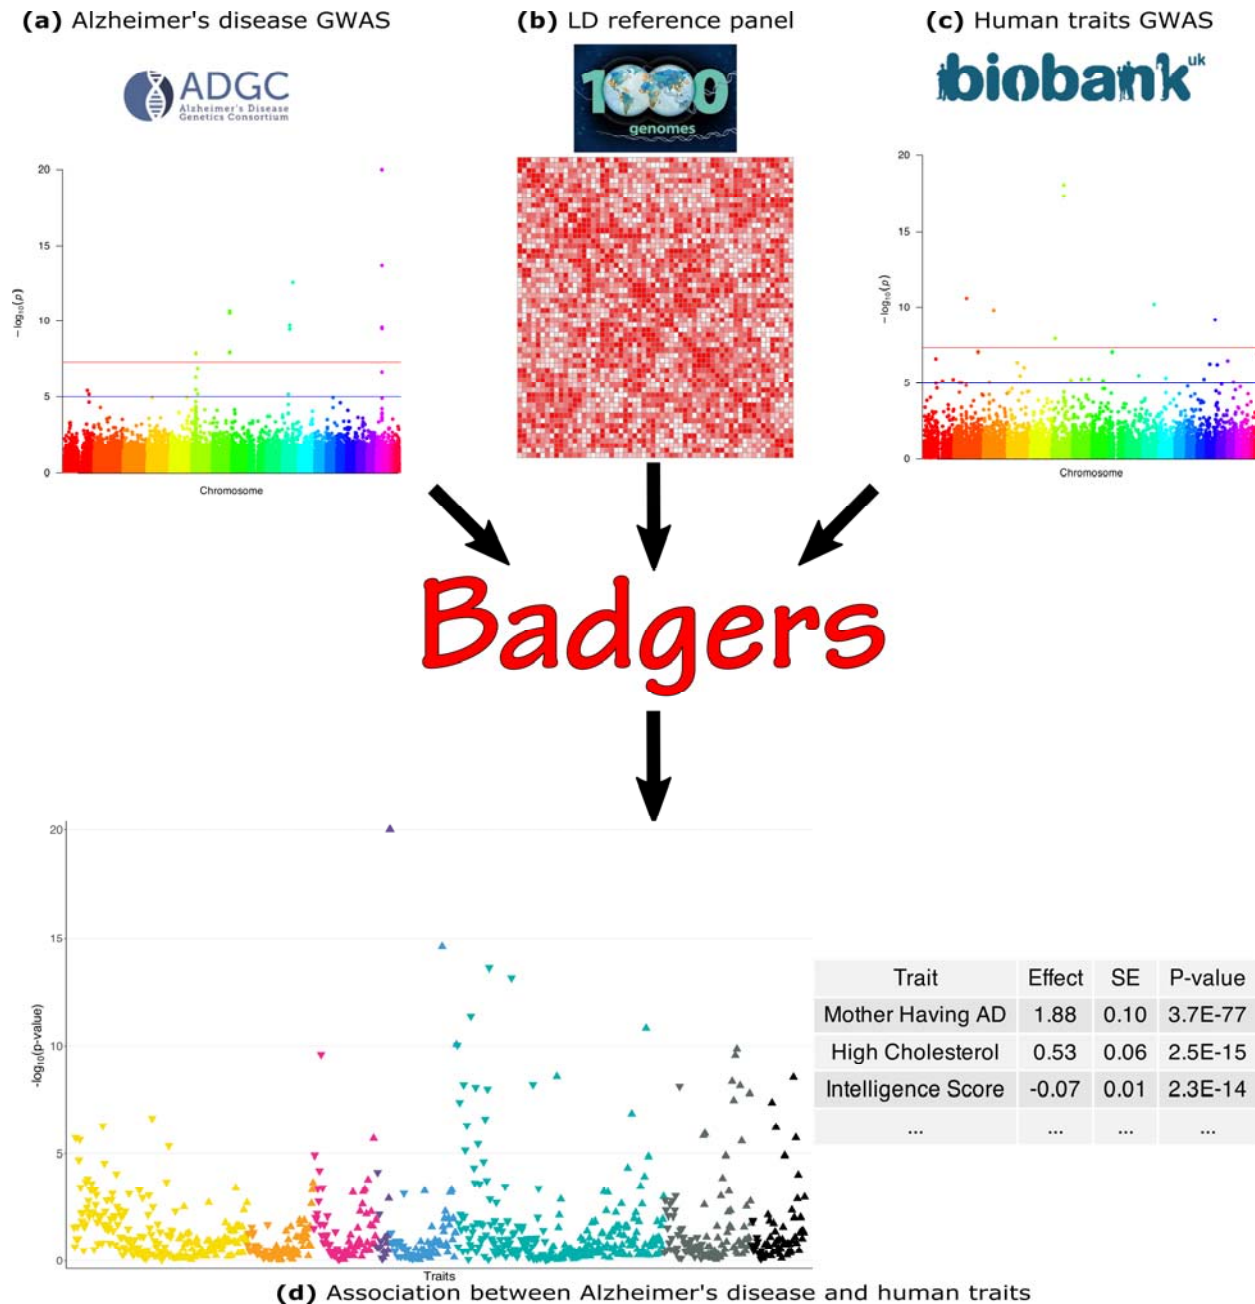 (a) Alzheimer's disease GWAS
(b) LD reference panel
(c) Human traits GWAS
ADGC
Alzheimer's Disease
Genetics Consortium
1000
genomes
biobank uk
20
15
10
5
0
−log10(p)
Chromosome
20
15
10
5
0
−log10(p)
Chromosome
Badgers
20
15
10
5
0
-log10(p-value)
Traits
Trait Effect SE P-value
Mother Having AD 1.88 0.10 3.7E-77
High Cholesterol 0.53 0.06 2.5E-15
Intelligence Score -0.07 0.01 2.3E-14
... ... ... ...
(d) Association between Alzheimer's disease and human traits